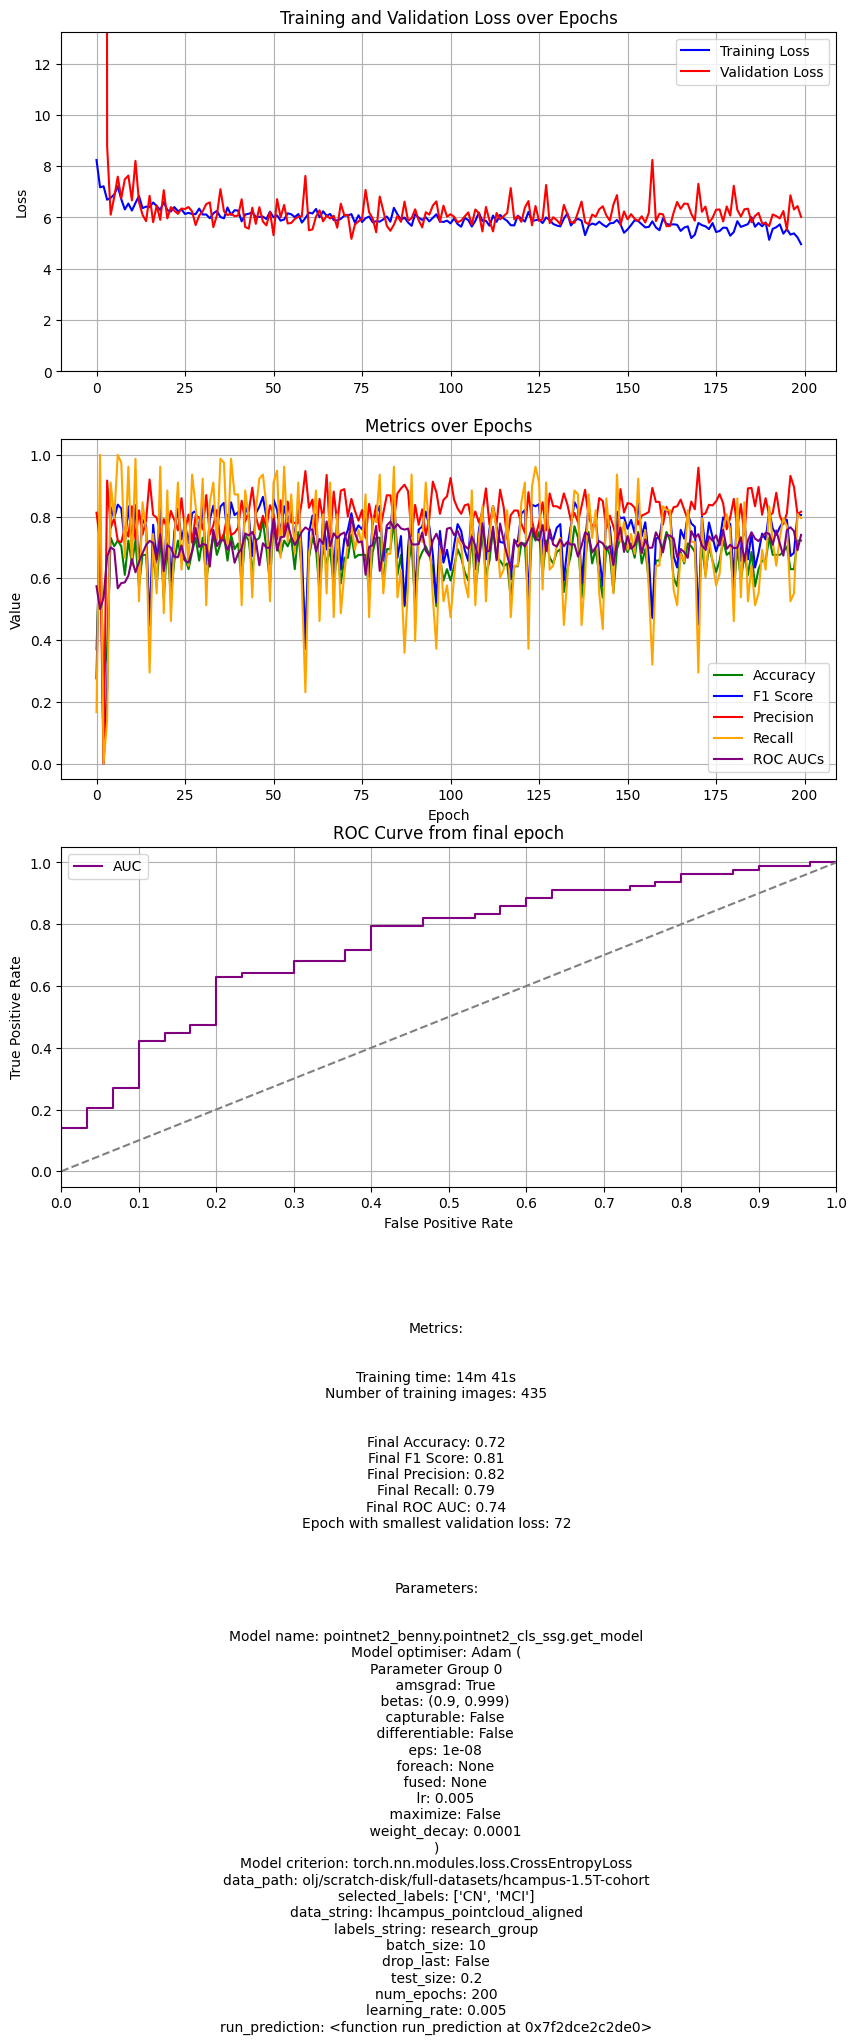 Training and Validation Loss over Epochs
12
10
8
6
4
2
0
Loss
Training Loss
Validation Loss
0 25 50 75 100 125 150 175 200
Metrics over Epochs
1.0
0.8
0.6
0.4
0.2
0.0
Value
Accuracy
F1 Score
Precision
Recall
ROC AUCs
0 25 50 75 100 125 150 175 200
Epoch
ROC Curve from final epoch
AUC
1.0
0.8
0.6
0.4
0.2
0.0
True Positive Rate
0.0 0.1 0.2 0.3 0.4 0.5 0.6 0.7 0.8 0.9 1.0
False Positive Rate
Metrics:
Training time: 14m 41s
Number of training images: 435
Final Accuracy: 0.72
Final F1 Score: 0.81
Final Precision: 0.82
Final Recall: 0.79
Final ROC AUC: 0.74
Epoch with smallest validation loss: 72
Parameters:
Model name: pointnet2_benny.pointnet2_cls_ssg.get_model
Model optimiser: Adam (
Parameter Group 0
amsgrad: True
betas: (0.9, 0.999)
capturable: False
differentiable: False
eps: 1e-08
foreach: None
fused: None
lr: 0.005
maximize: False
weight_decay: 0.0001
)
Model criterion: torch.nn.modules.loss.CrossEntropyLoss
data_path: olj/scratch-disk/full-datasets/hcampus-1.5T-cohort
selected_labels: ['CN', 'MCI']
data_string: lhcampus_pointcloud_aligned
labels_string: research_group
batch_size: 10
drop_last: False
test_size: 0.2
num_epochs: 200
learning_rate: 0.005
run_prediction: <function run_prediction at 0x7f2dce2c2de0>